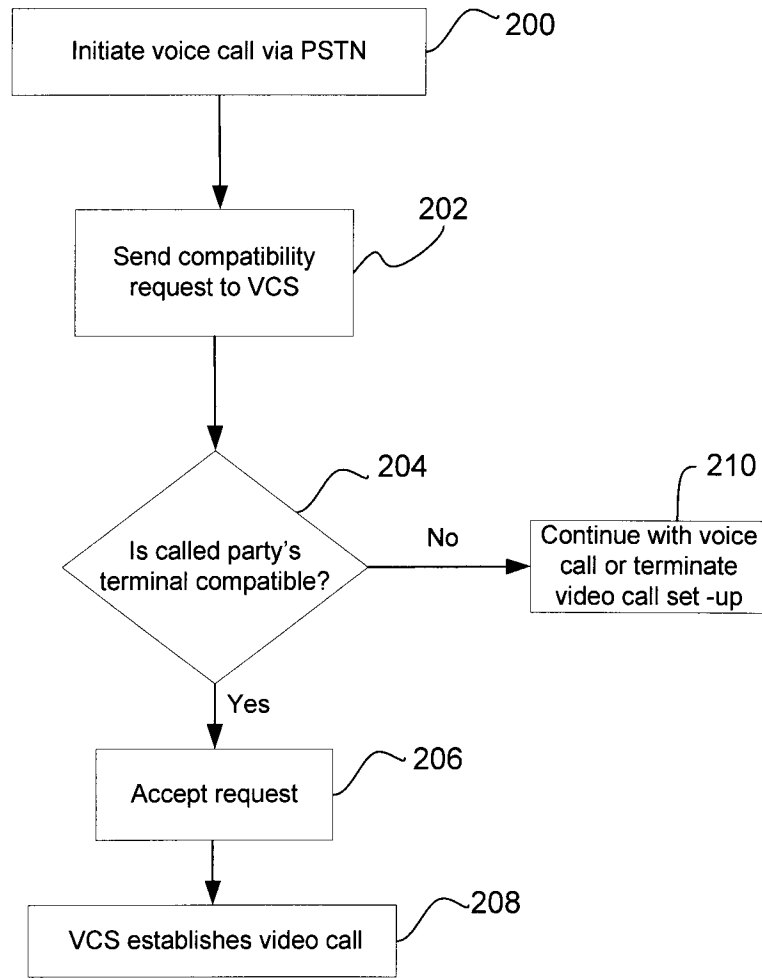 Initiate voice call via PSTN
200
Send compatibility
request to VCS
202
Is called party's
terminal compatible?
204
No
Continue with voice
call or terminate
video call set -up
210
Yes
Accept request
206
VCS establishes video call
208